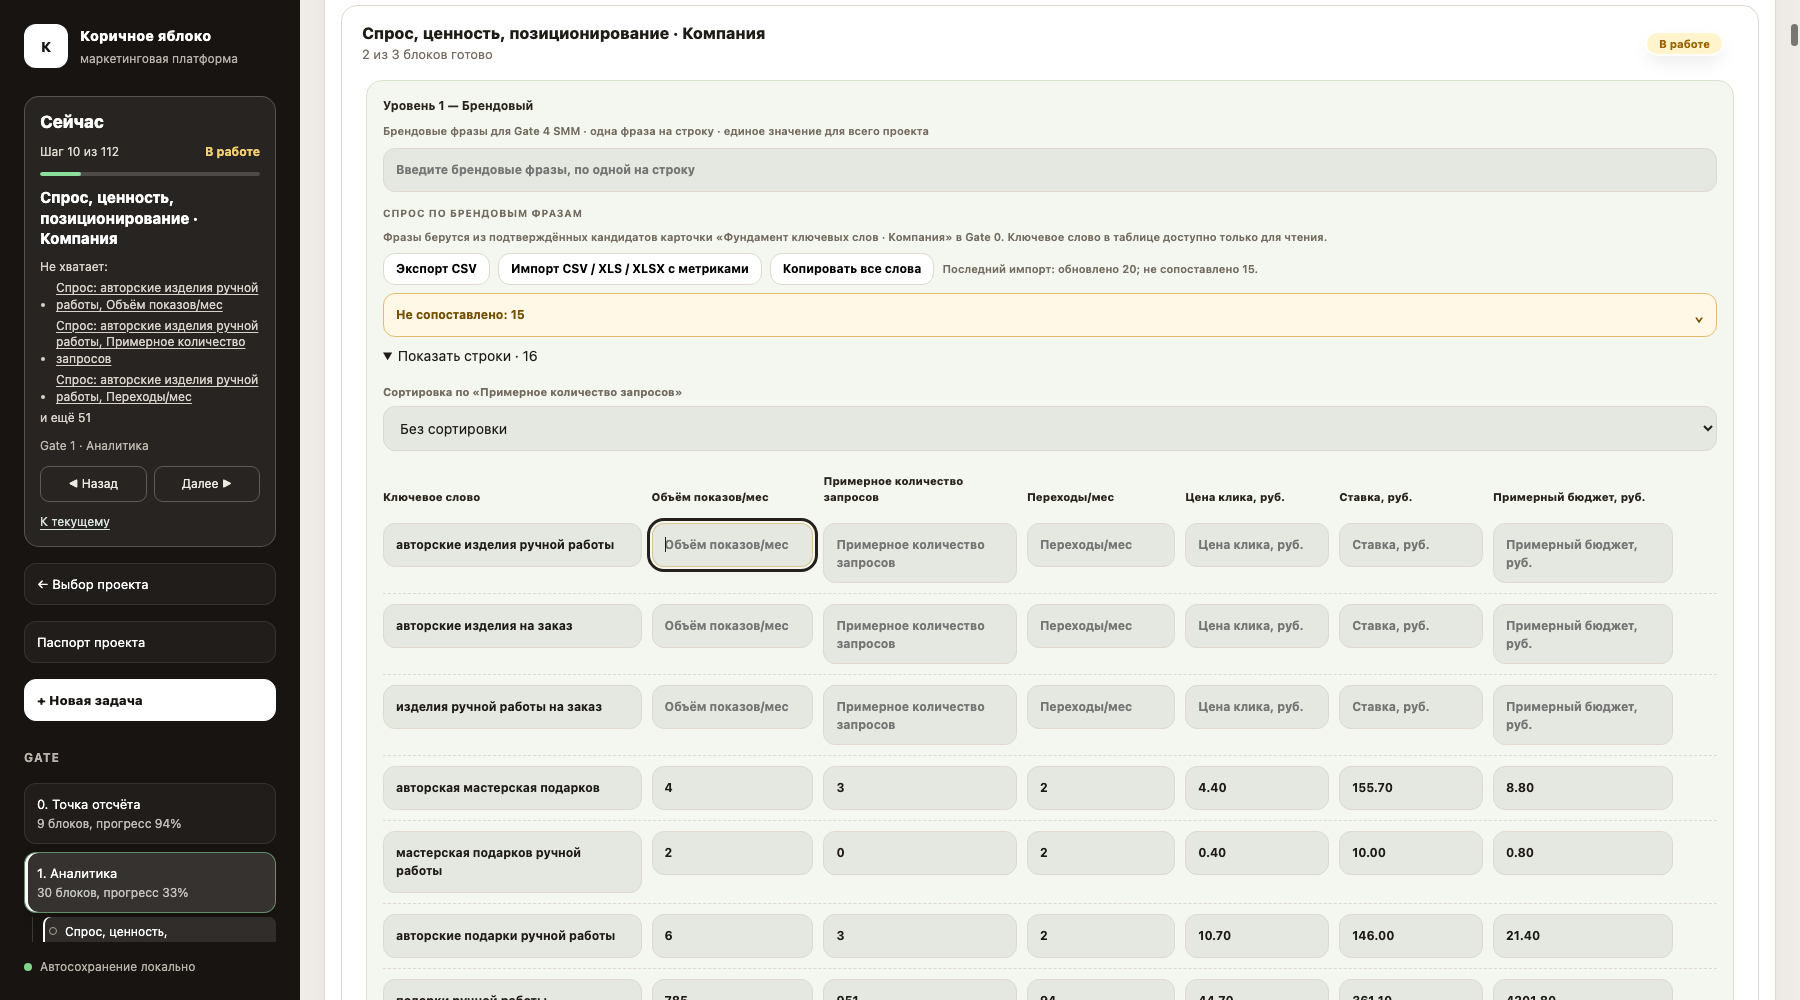 К
Коричное яблоко
маркетинговая платформа
Сейчас
Шаг 10 из 112
В работе
Спрос, ценность,
позиционирование ·
Компания
Не хватает:
• Спрос: авторские изделия ручной
работы, Объём показов/мес
• Спрос: авторские изделия ручной
работы, Примерное количество
запросов
• Спрос: авторские изделия ручной
работы, Переходы/мес
и ещё 51
Gate 1 · Аналитика
◀ Назад
Далее ▶
К текущему
← Выбор проекта
Паспорт проекта
+ Новая задача
GATE
0. Точка отсчёта
9 блоков, прогресс 94%
1. Аналитика
30 блоков, прогресс 33%
Спрос, ценность,
Автосохранение локально
Спрос, ценность, позиционирование · Компания
2 из 3 блоков готово
В работе
Уровень 1 — Брендовый
Брендовые фразы для Gate 4 SMM · одна фраза на строку · единое значение для всего проекта
Введите брендовые фразы, по одной на строку
СПРОС ПО БРЕНДОВЫМ ФРАЗАМ
Фразы берутся из подтверждённых кандидатов карточки «Фундамент ключевых слов · Компания» в Gate 0. Ключевое слово в таблице доступно только для чтения.
Экспорт CSV
Импорт CSV / XLS / XLSX с метриками
Копировать все слова
Последний импорт: обновлено 20; не сопоставлено 15.
Не сопоставлено: 15
▼ Показать строки · 16
Сортировка по «Примерное количество запросов»
Без сортировки
Ключевое слово
Объём показов/мес
Примерное количество
запросов
Переходы/мес
Цена клика, руб.
Ставка, руб.
Примерный бюджет, руб.
авторские изделия ручной работы
Объём показов/мес
Примерное количество
запросов
Переходы/мес
Цена клика, руб.
Ставка, руб.
Примерный бюджет,
руб.
авторские изделия на заказ
Объём показов/мес
Примерное количество
запросов
Переходы/мес
Цена клика, руб.
Ставка, руб.
Примерный бюджет,
руб.
изделия ручной работы на заказ
Объём показов/мес
Примерное количество
запросов
Переходы/мес
Цена клика, руб.
Ставка, руб.
Примерный бюджет,
руб.
авторская мастерская подарков
4
3
2
4.40
155.70
8.80
мастерская подарков ручной
работы
2
0
2
0.40
10.00
0.80
авторские подарки ручной работы
6
3
2
10.70
146.00
21.40
подарки ручной работы
785
951
94
44.70
361.10
4201.80